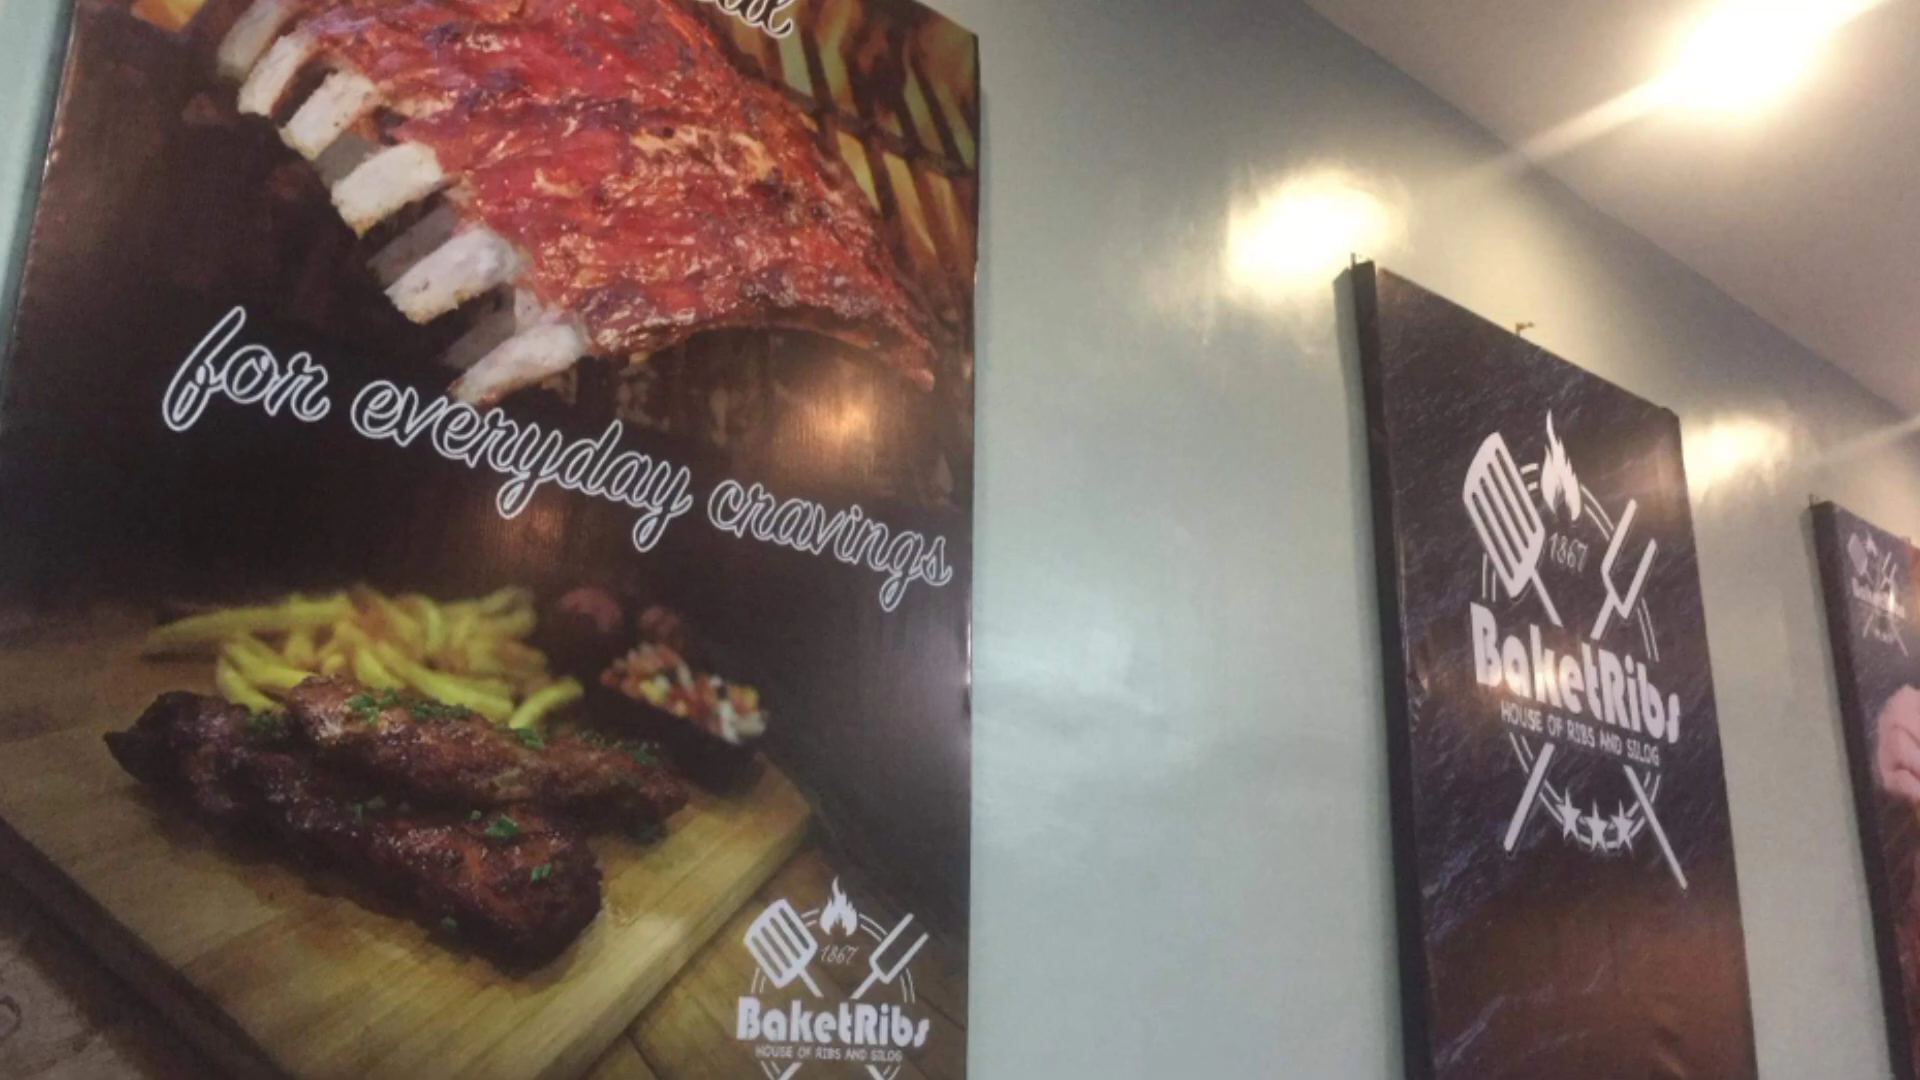 for everyday cravings
1867
BaketRibs
HOUSE OF RIBS AND SILOG
1867
BaketRibs
HOUSE OF RIBS AND SILOG